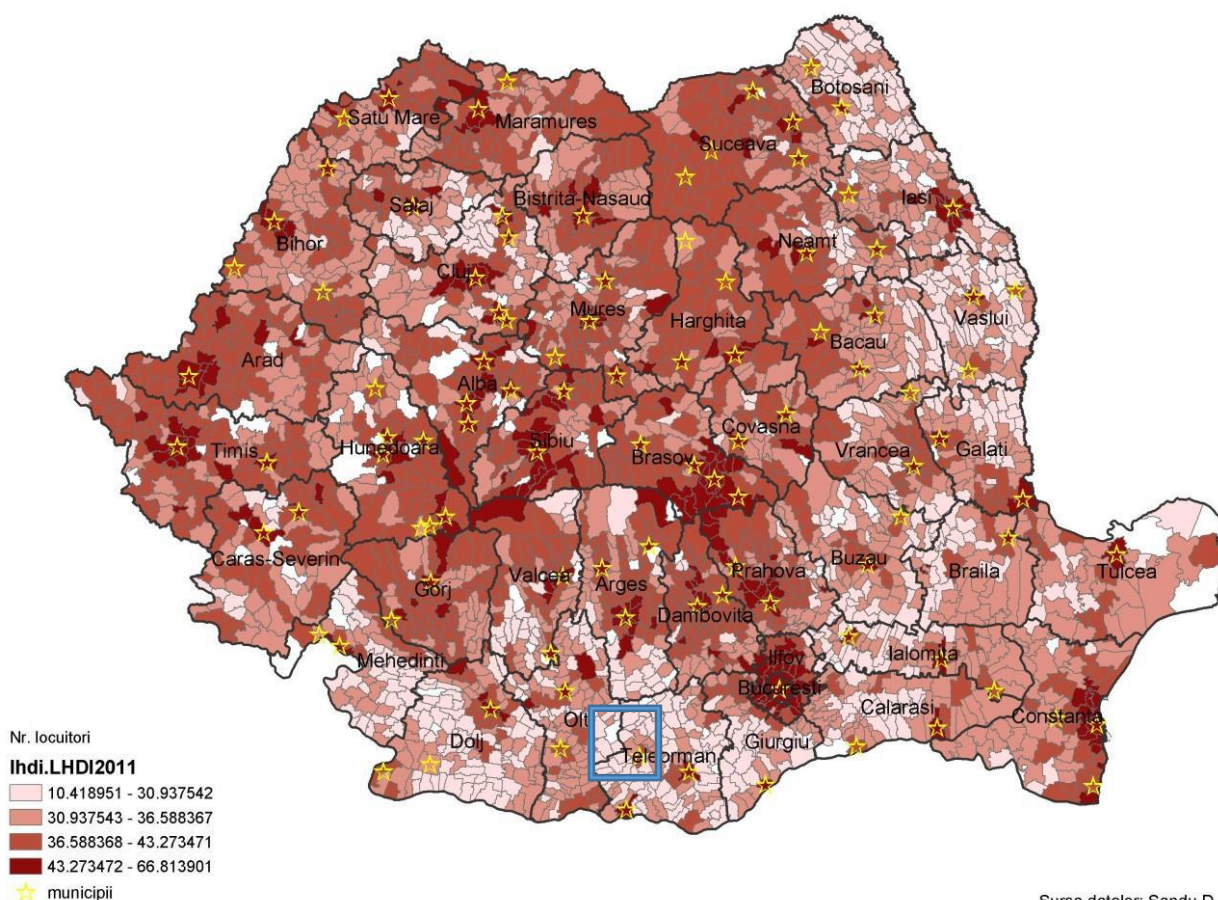 Botosani
Satu Mare
Maramures
Suceava
Salaj
Bistrita-Nasaud
Iasi
Bihor
Neamt
Cluj
Mures
Harghita
Vaslui
Bacau
Arad
Alba
Covasna
Timis
Hunedoara
Sibiu
Brasov
Vrancea
Galati
Caras-Severin
Gorj
Valcea
Arges
Prahova
Buzau
Braila
Tulcea
Dambovita
Mehedinti
Ilfov
Ialomita
Bucuresti
Calarasi
Constanta
Olt
Dolj
Teleorman
Giurgiu
Nr. locuitori
lhdi.LHDI2011
10.418951 - 30.937542
30.937543 - 36.588367
36.588368 - 43.273471
43.273472 - 66.813901
municipii
Sursa datelor: Sandu D